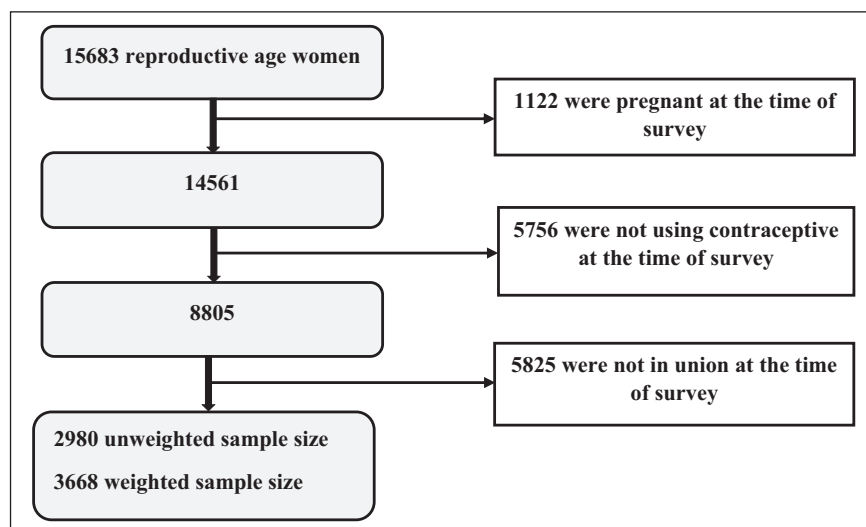 15683 reproductive age women
1122 were pregnant at the time of
survey
14561
5756 were not using contraceptive
at the time of survey
8805
5825 were not in union at the time
of survey
2980 unweighted sample size
3668 weighted sample size